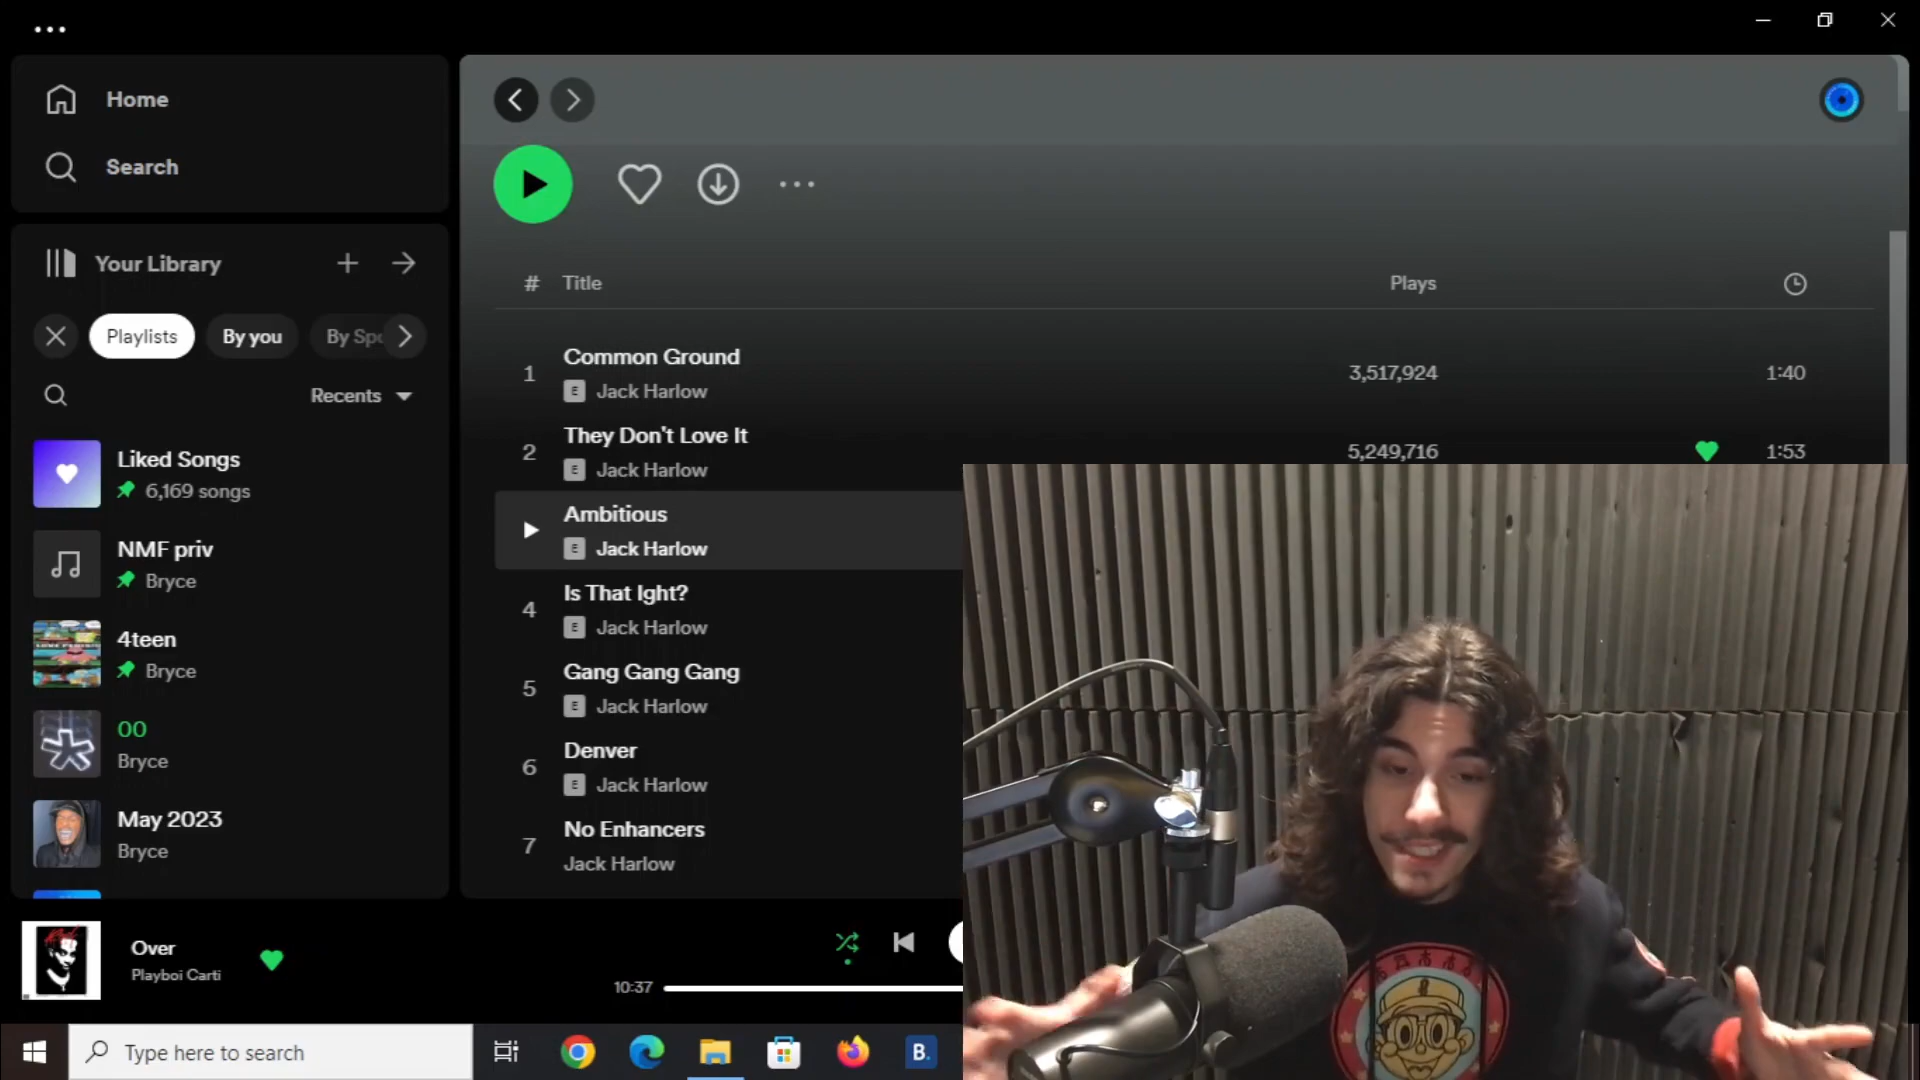 Home
Search
Your Library
Playlists
By you
By Spo
Recents
Liked Songs
6,169 songs
NMF priv
Bryce
4teen
Bryce
00
Bryce
May 2023
Bryce
# Title Plays
1 Common Ground 3,517,924 1:40
E Jack Harlow
2 They Don't Love It 5,249,716 1:53
E Jack Harlow
Ambitious
E Jack Harlow
4 Is That Ight?
E Jack Harlow
5 Gang Gang Gang
E Jack Harlow
6 Denver
E Jack Harlow
7 No Enhancers
Jack Harlow
Over
Playboi Carti
10:37
Type here to search
B.